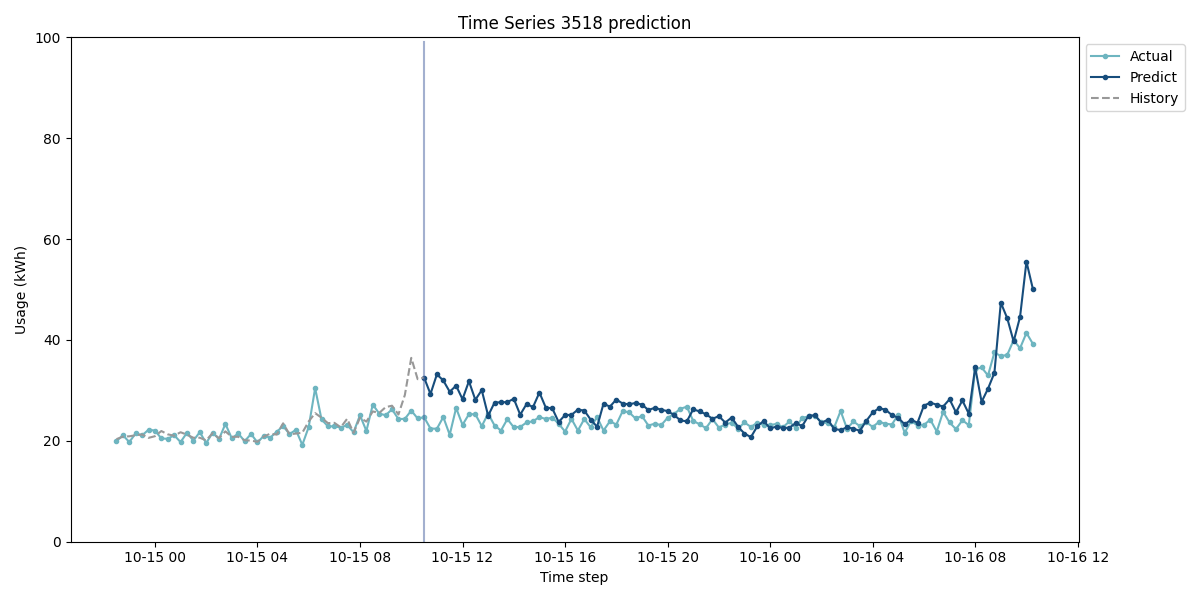 Time Series 3518 prediction
100
80
60
40
20
0
Usage (kWh)
10-15 00
10-15 04
10-15 08
10-15 12
10-15 16
10-15 20
10-16 00
10-16 04
10-16 08
10-16 12
Time step
Actual
Predict
History